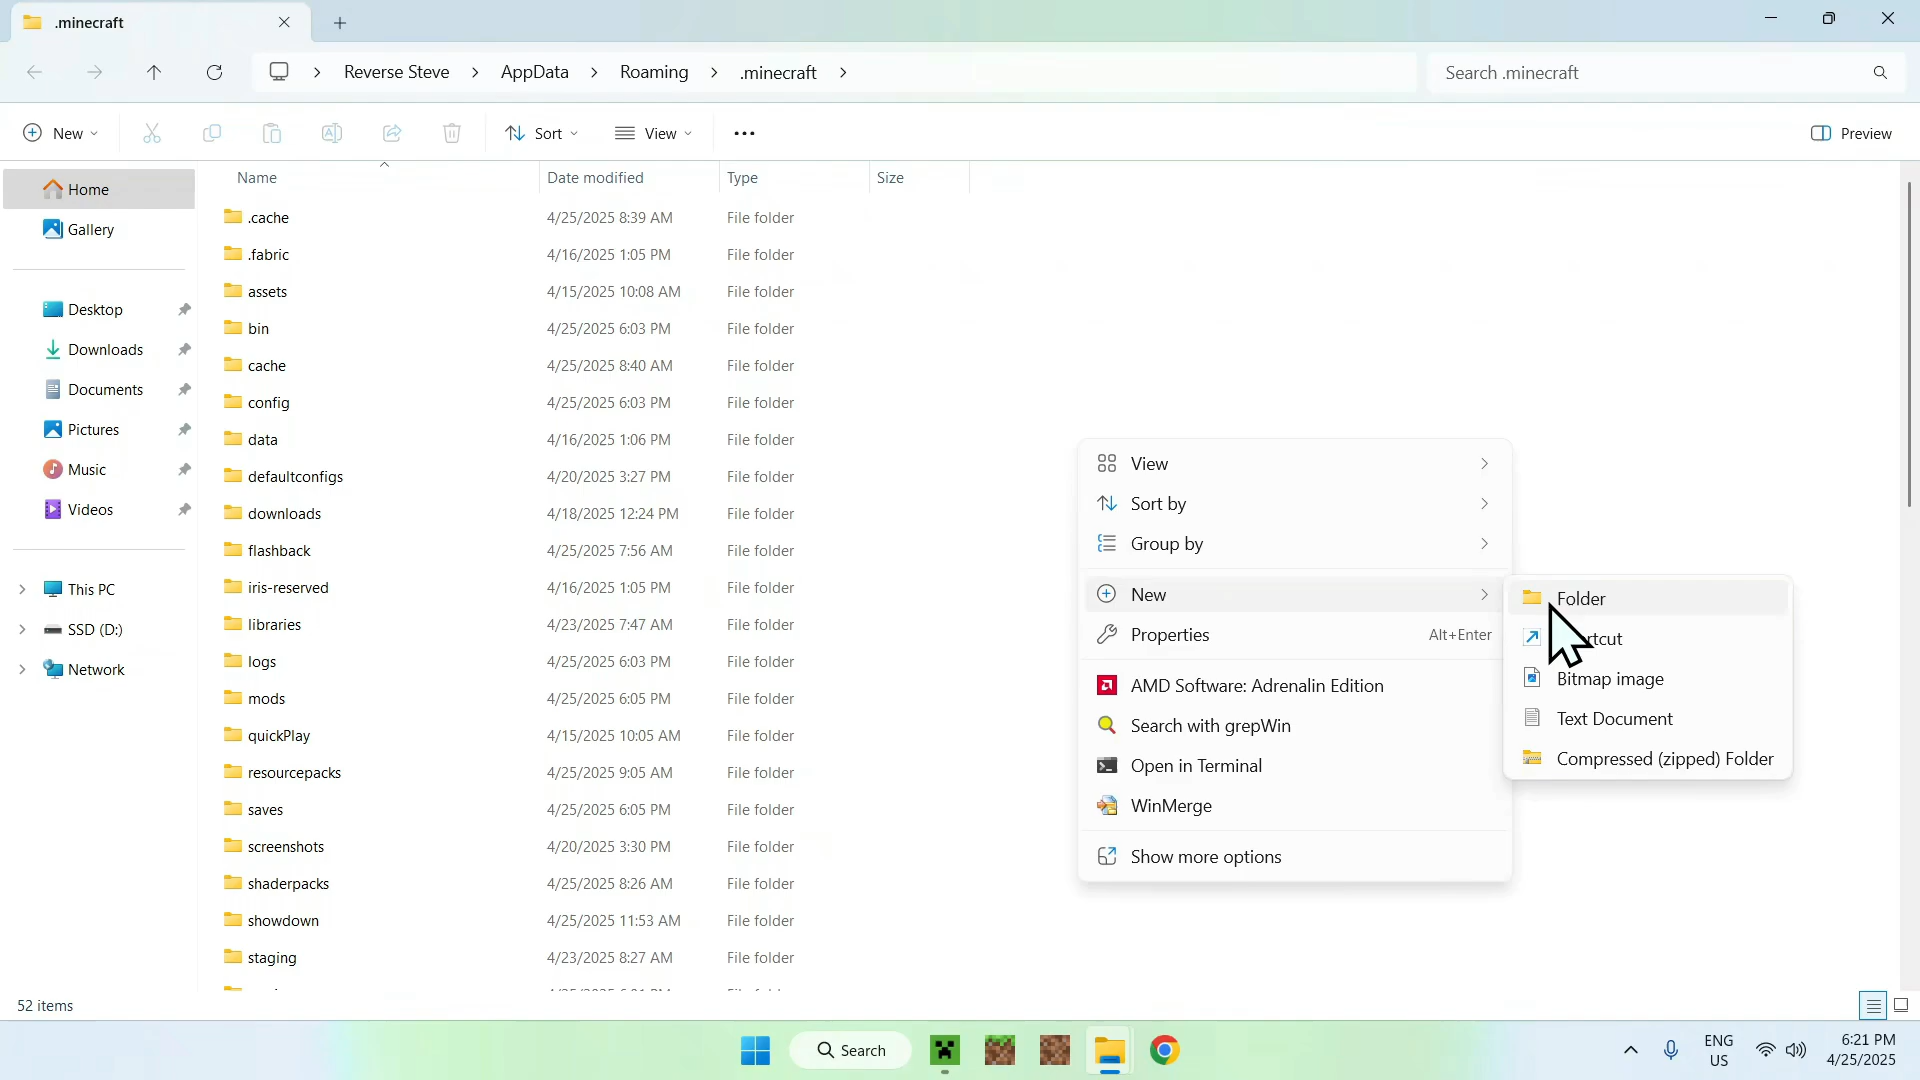 .minecraft
Reverse Steve > AppData > Roaming > .minecraft >
Search .minecraft
New
Sort
View
Preview
Name
Date modified
Type
Size
Home
Gallery
Desktop
Downloads
Documents
Pictures
Music
Videos
This PC
SSD (D:)
Network
.cache 4/25/2025 8:39 AM File folder
.fabric 4/16/2025 1:05 PM File folder
assets 4/15/2025 10:08 AM File folder
bin 4/25/2025 6:03 PM File folder
cache 4/25/2025 8:40 AM File folder
config 4/25/2025 6:03 PM File folder
data 4/16/2025 1:06 PM File folder
defaultconfigs 4/20/2025 3:27 PM File folder
downloads 4/18/2025 12:24 PM File folder
flashback 4/25/2025 7:56 AM File folder
iris-reserved 4/16/2025 1:05 PM File folder
libraries 4/23/2025 7:47 AM File folder
logs 4/25/2025 6:03 PM File folder
mods 4/25/2025 6:05 PM File folder
quickPlay 4/15/2025 10:05 AM File folder
resourcepacks 4/25/2025 9:05 AM File folder
saves 4/25/2025 6:05 PM File folder
screenshots 4/20/2025 3:30 PM File folder
shaderpacks 4/25/2025 8:26 AM File folder
showdown 4/25/2025 11:53 AM File folder
staging 4/23/2025 8:27 AM File folder
View
Sort by
Group by
New
Properties Alt+Enter
AMD Software: Adrenalin Edition
Search with grepWin
Open in Terminal
WinMerge
Show more options
Folder
rtcut
Bitmap image
Text Document
Compressed (zipped) Folder
52 items
Search
ENG
US
6:21 PM
4/25/2025